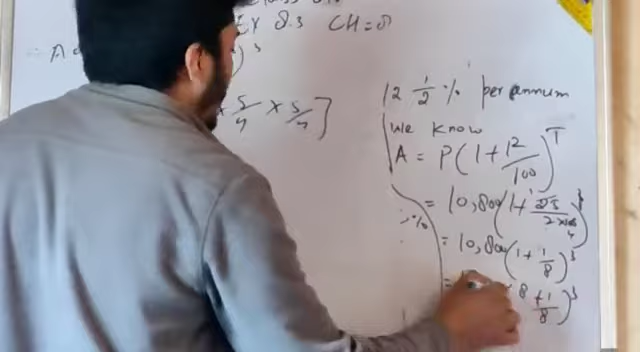 Ex 8.3 CH=8
12 1/2 % per annum
We know
A = P(1+12/100)^T
= 10,800(1+25/2×100)^3
= 10,800(1+1/8)^3
8+1/8)^3
× 5/4 × 5/4]